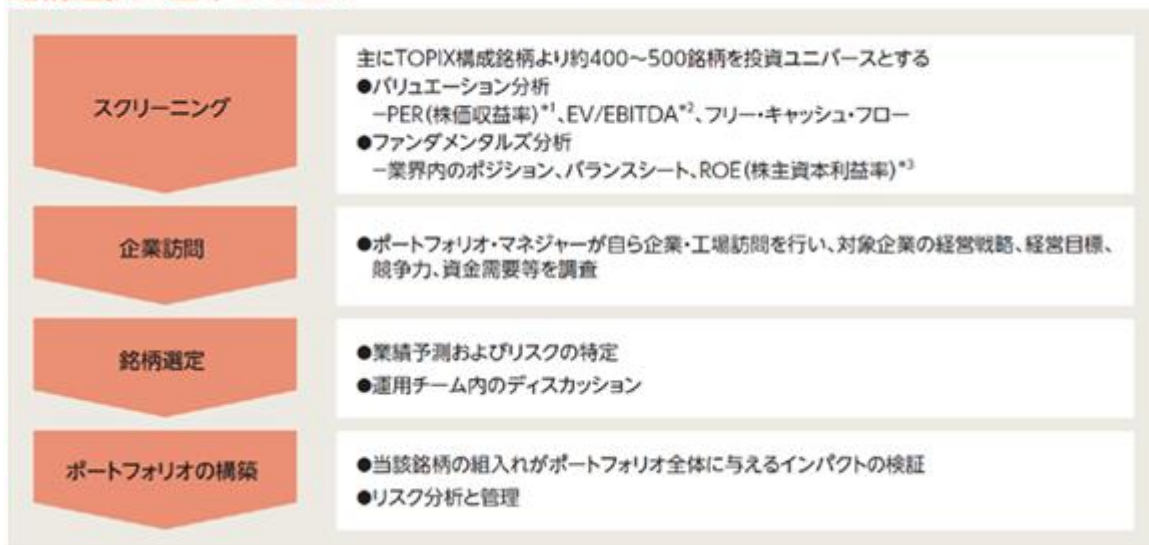 スクリーニング
主にTOPIX構成銘柄より約400～500銘柄を投資ユニバースとする
●バリュエーション分析
－PER(株価収益率)*1、EV/EBITDA*2、フリー・キャッシュ・フロー
●ファンダメンタルズ分析
－業界内のポジション、バランスシート、ROE(株主資本利益率)*3
企業訪問
●ポートフォリオ・マネジャーが自ら企業・工場訪問を行い、対象企業の経営戦略、経営目標、
競争力、資金需要等を調査
銘柄選定
●業績予測およびリスクの特定
●運用チーム内のディスカッション
ポートフォリオの構築
●当該銘柄の組入れがポートフォリオ全体に与えるインパクトの検証
●リスク分析と管理